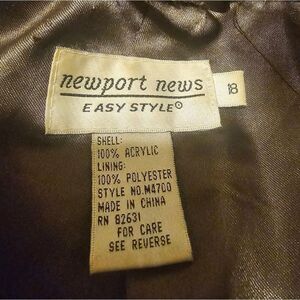 newport news
EASY STYLE®
18
SHELL:
100% ACRYLIC
LINING:
100% POLYESTER
STYLE NO.M4700
MADE IN CHINA
RN 82631
FOR CARE
SEE REVERSE